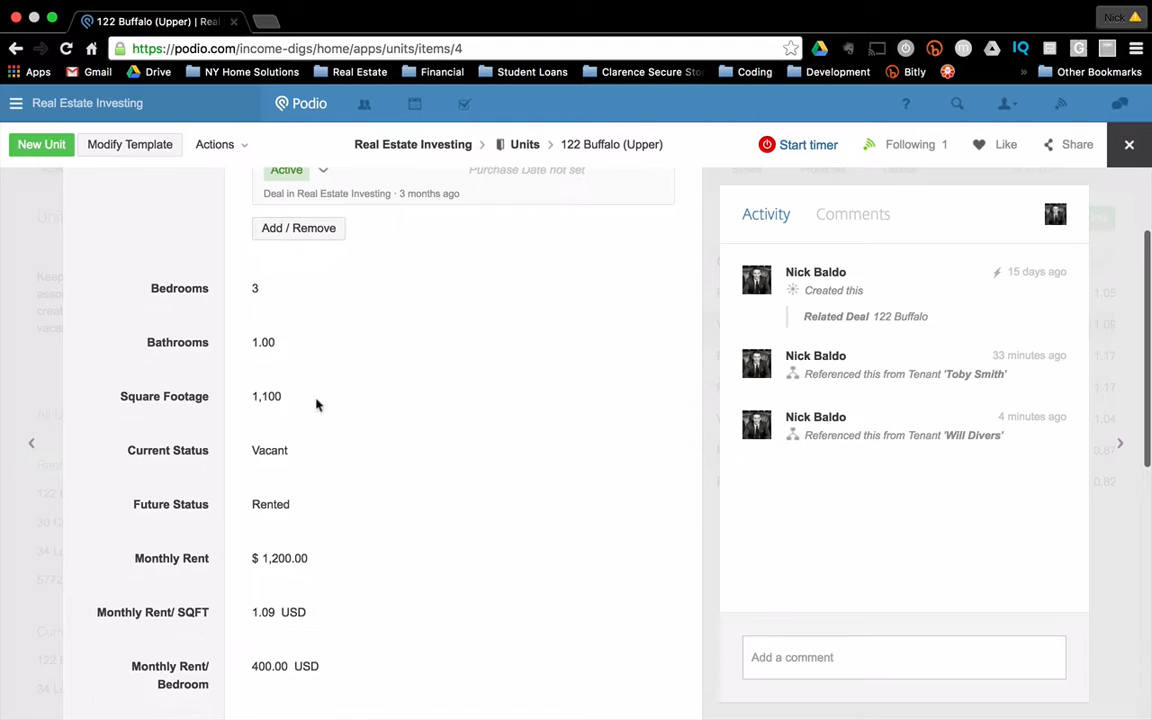 122 Buffalo (Upper) | Rea
Nick
https://podio.com/income-digs/home/apps/units/items/4
Apps Gmail Drive NY Home Solutions Real Estate Financial Student Loans Clarence Secure Sto Coding Development Bitly » Other Bookmarks
Real Estate Investing Podio ?
New Unit Modify Template Actions Real Estate Investing > Units > 122 Buffalo (Upper) Start timer Following 1 Like Share
Active Purchase Date not set
Deal in Real Estate Investing · 3 months ago
Add / Remove
Bedrooms 3
Bathrooms 1.00
Square Footage 1,100
Current Status Vacant
Future Status Rented
Monthly Rent $ 1,200.00
Monthly Rent/ SQFT 1.09 USD
Monthly Rent/ Bedroom 400.00 USD
Activity Comments
Nick Baldo 15 days ago
Created this
Related Deal 122 Buffalo
Nick Baldo 33 minutes ago
Referenced this from Tenant 'Toby Smith'
Nick Baldo 4 minutes ago
Referenced this from Tenant 'Will Divers'
Add a comment